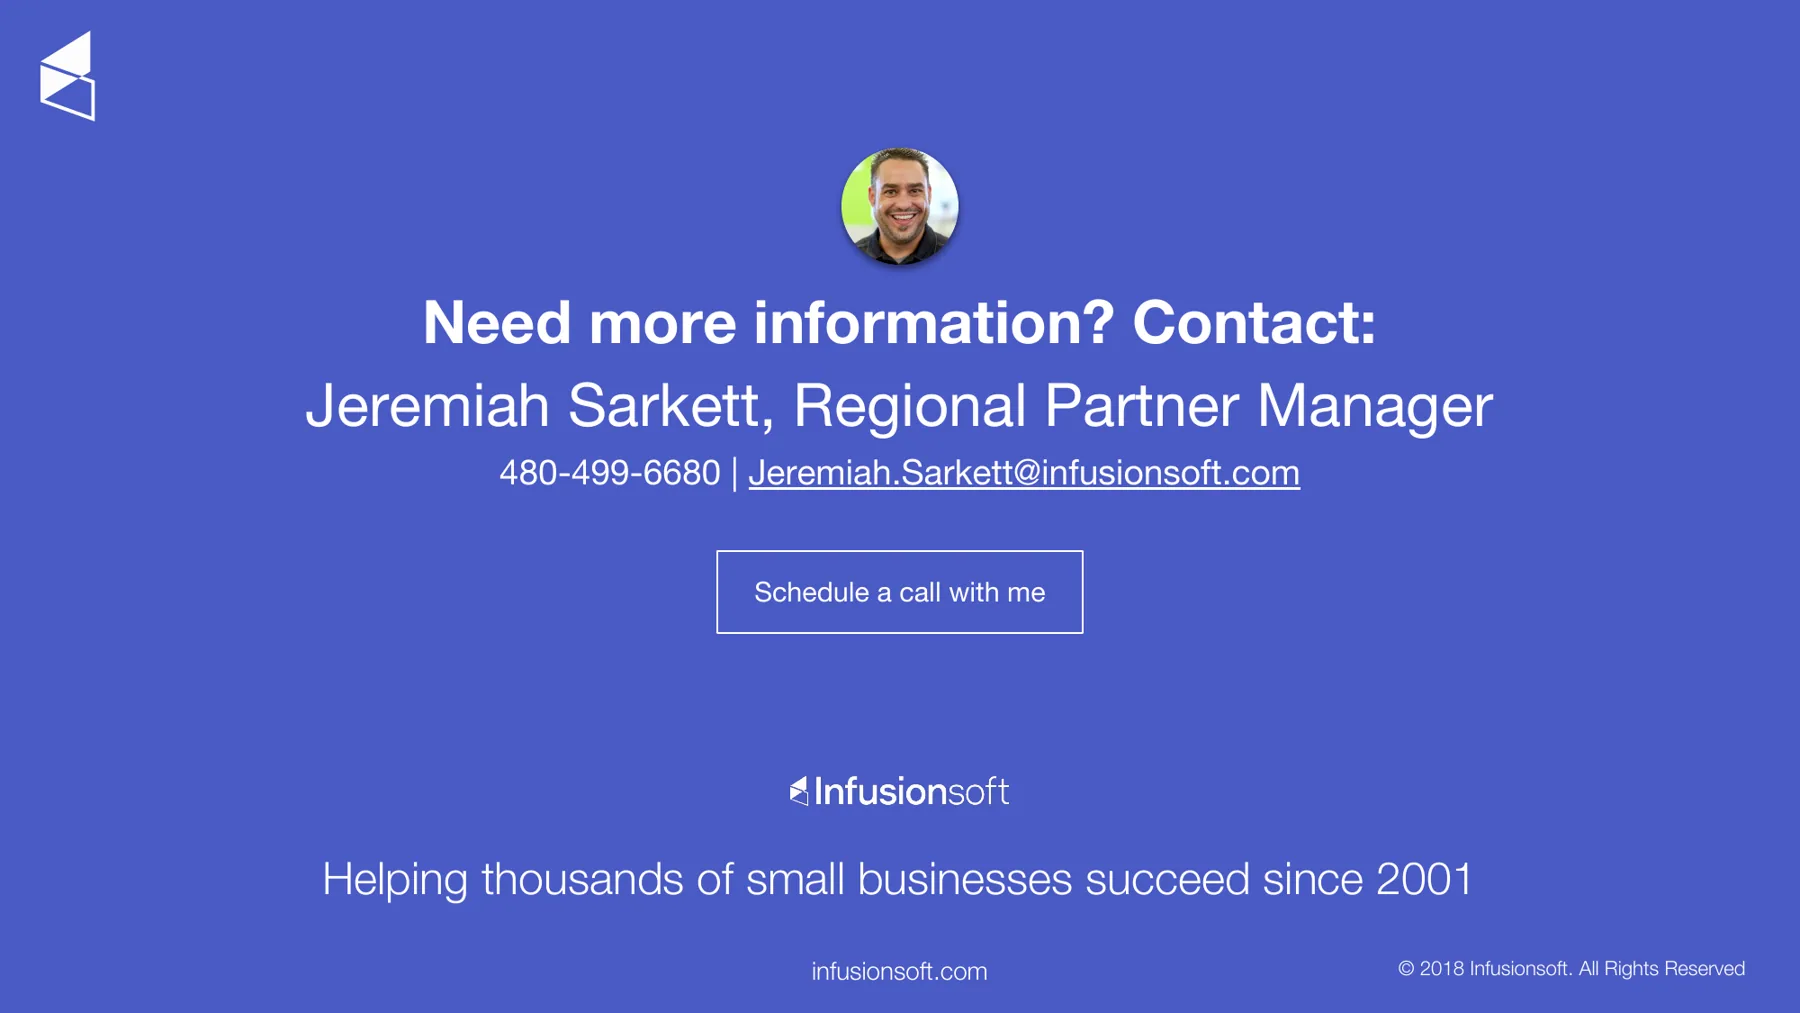 Need more information? Contact:
Jeremiah Sarkett, Regional Partner Manager
480-499-6680 | Jeremiah.Sarkett@infusionsoft.com
Schedule a call with me
Infusionsoft
Helping thousands of small businesses succeed since 2001
infusionsoft.com
© 2018 Infusionsoft. All Rights Reserved